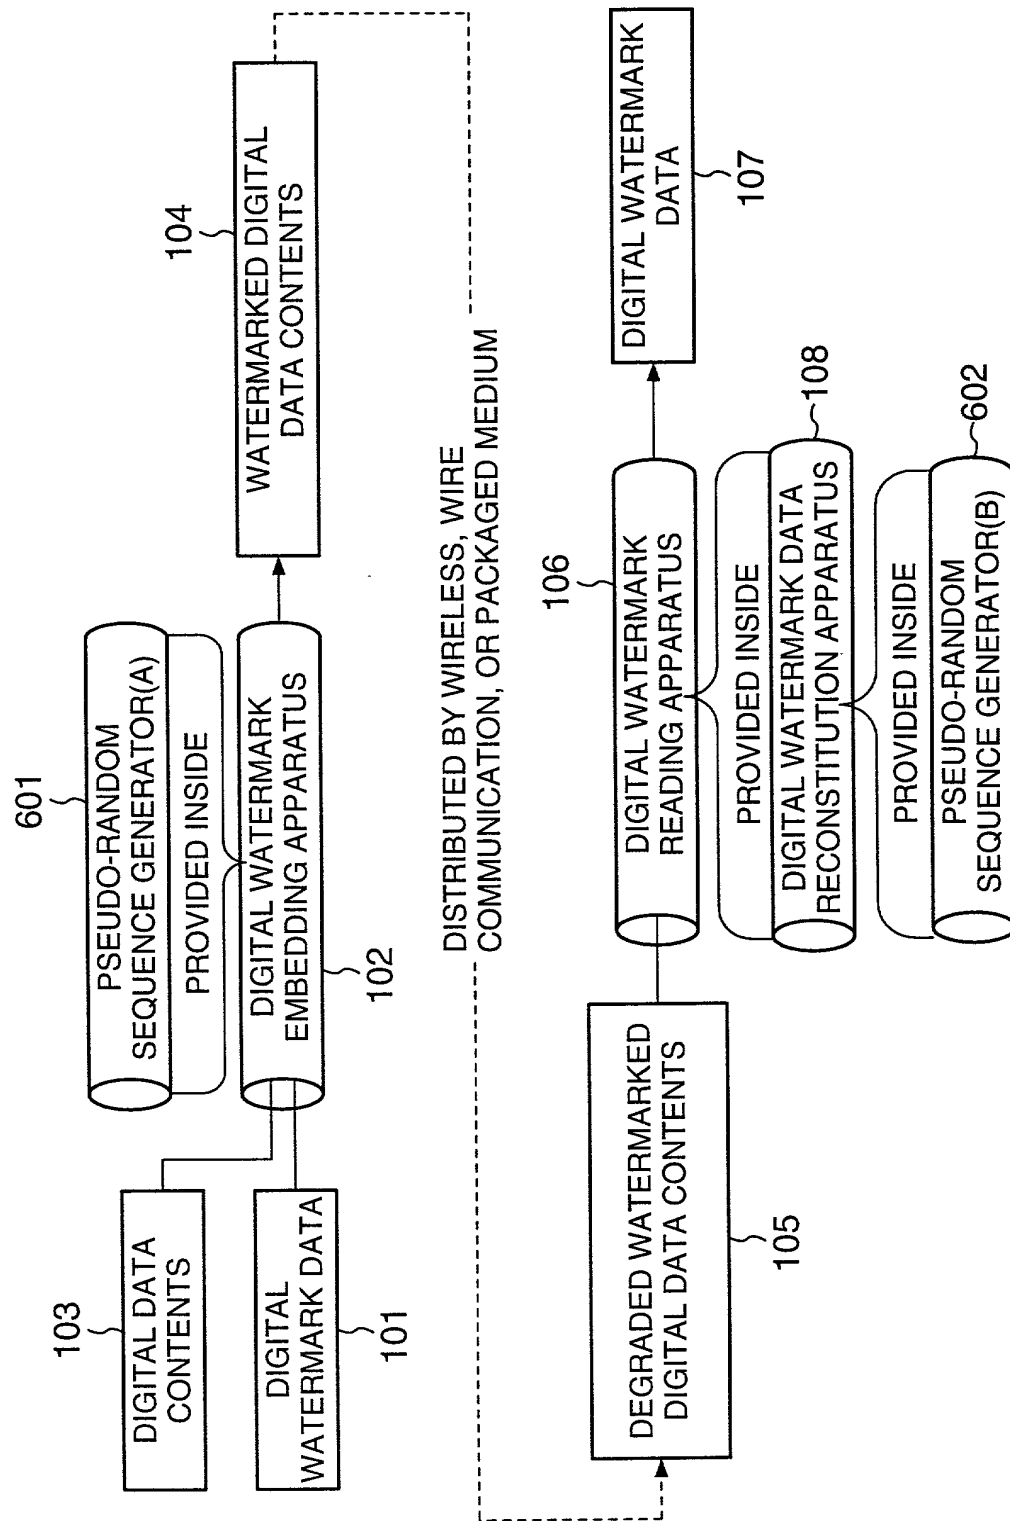 601
PSEUDO-RANDOM
SEQUENCE GENERATOR(A)
PROVIDED INSIDE
103
DIGITAL DATA
CONTENTS
DIGITAL
WATERMARK DATA
101
DIGITAL WATERMARK
EMBEDDING APPARATUS
102
104
WATERMARKED DIGITAL
DATA CONTENTS
DISTRIBUTED BY WIRELESS, WIRE
COMMUNICATION, OR PACKAGED MEDIUM
DEGRADED WATERMARKED
DIGITAL DATA CONTENTS
105
106
DIGITAL WATERMARK
READING APPARATUS
PROVIDED INSIDE
108
DIGITAL WATERMARK DATA
RECONSTITUTION APPARATUS
PROVIDED INSIDE
602
PSEUDO-RANDOM
SEQUENCE GENERATOR(B)
DIGITAL WATERMARK
DATA
107